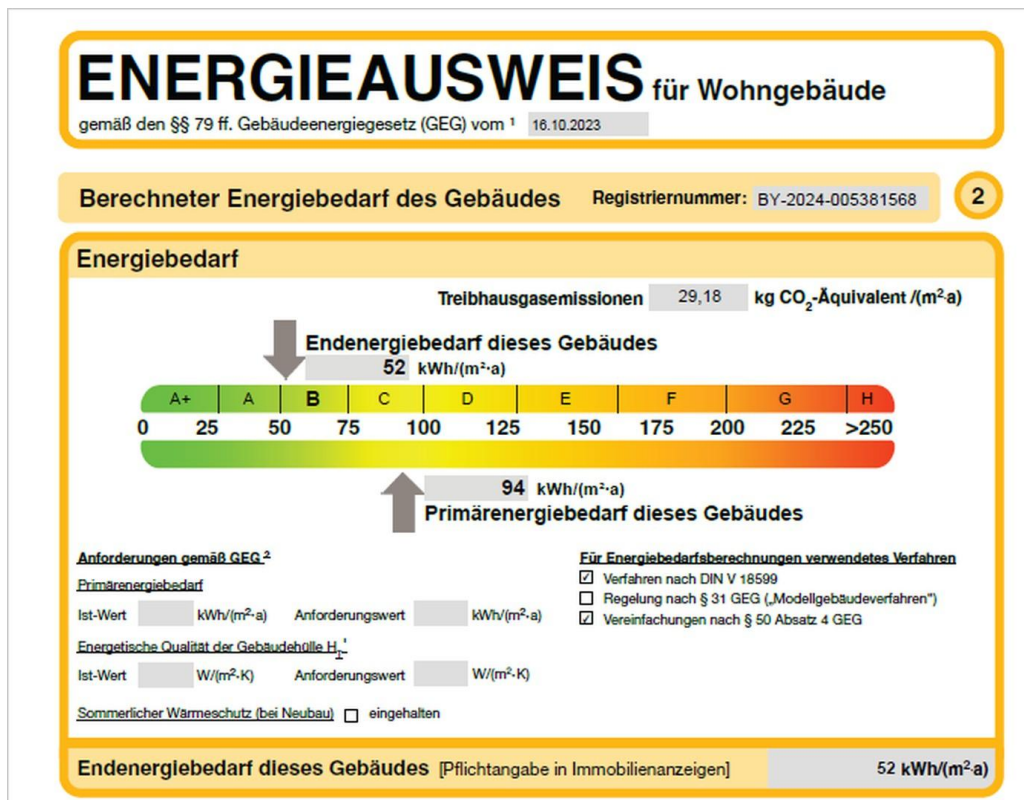 ENERGIEAUSWEIS für Wohngebäude
gemäß den §§ 79 ff. Gebäudeenergiegesetz (GEG) vom ¹ 16.10.2023
Berechneter Energiebedarf des Gebäudes Registriernummer: BY-2024-005381568 2
Energiebedarf
Treibhausgasemissionen 29,18 kg CO₂-Äquivalent /(m²·a)
Endenergiebedarf dieses Gebäudes
52 kWh/(m²·a)
A+ A B C D E F G H
0 25 50 75 100 125 150 175 200 225 >250
94 kWh/(m²·a)
Primärenergiebedarf dieses Gebäudes
Anforderungen gemäß GEG ²
Primärenergiebedarf
Ist-Wert kWh/(m²·a) Anforderungswert kWh/(m²·a)
Energetische Qualität der Gebäudehülle H_T'
Ist-Wert W/(m²·K) Anforderungswert W/(m²·K)
Sommerlicher Wärmeschutz (bei Neubau) ☐ eingehalten
Für Energiebedarfsberechnungen verwendetes Verfahren
☑ Verfahren nach DIN V 18599
☐ Regelung nach § 31 GEG („Modellgebäudeverfahren")
☑ Vereinfachungen nach § 50 Absatz 4 GEG
Endenergiebedarf dieses Gebäudes [Pflichtangabe in Immobilienanzeigen] 52 kWh/(m²·a)